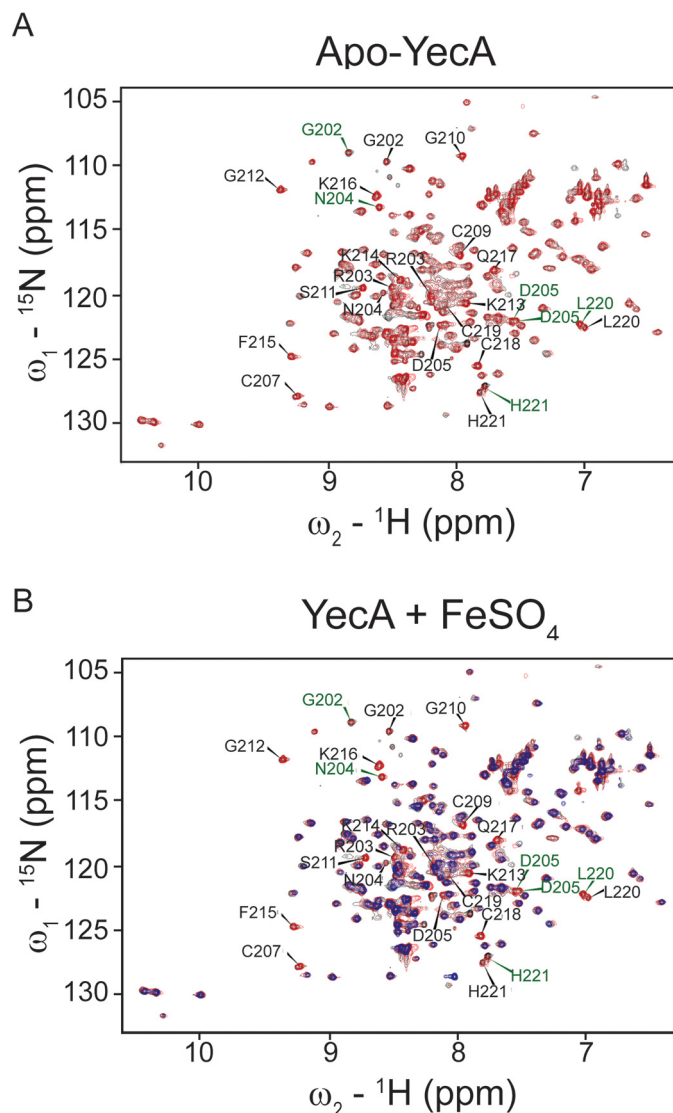 A
Apo-YecA
105
110
115
120
125
130
ω1 - 15N (ppm)
G202
G202
G210
G212
K216
N204
C209
K214
R203
Q217
R203
D205
S211
K213
L220
N204
C219
D205
L220
F215
D205
C218
C207
H221
H221
10
9
8
7
ω2 - 1H (ppm)
B
YecA + FeSO4
105
110
115
120
125
130
ω1 - 15N (ppm)
G202
G202
G210
G212
K216
N204
C209
K214
R203
Q217
R203
D205
S211
K213
L220
N204
C219
D205
L220
F215
D205
C218
C207
H221
H221
10
9
8
7
ω2 - 1H (ppm)